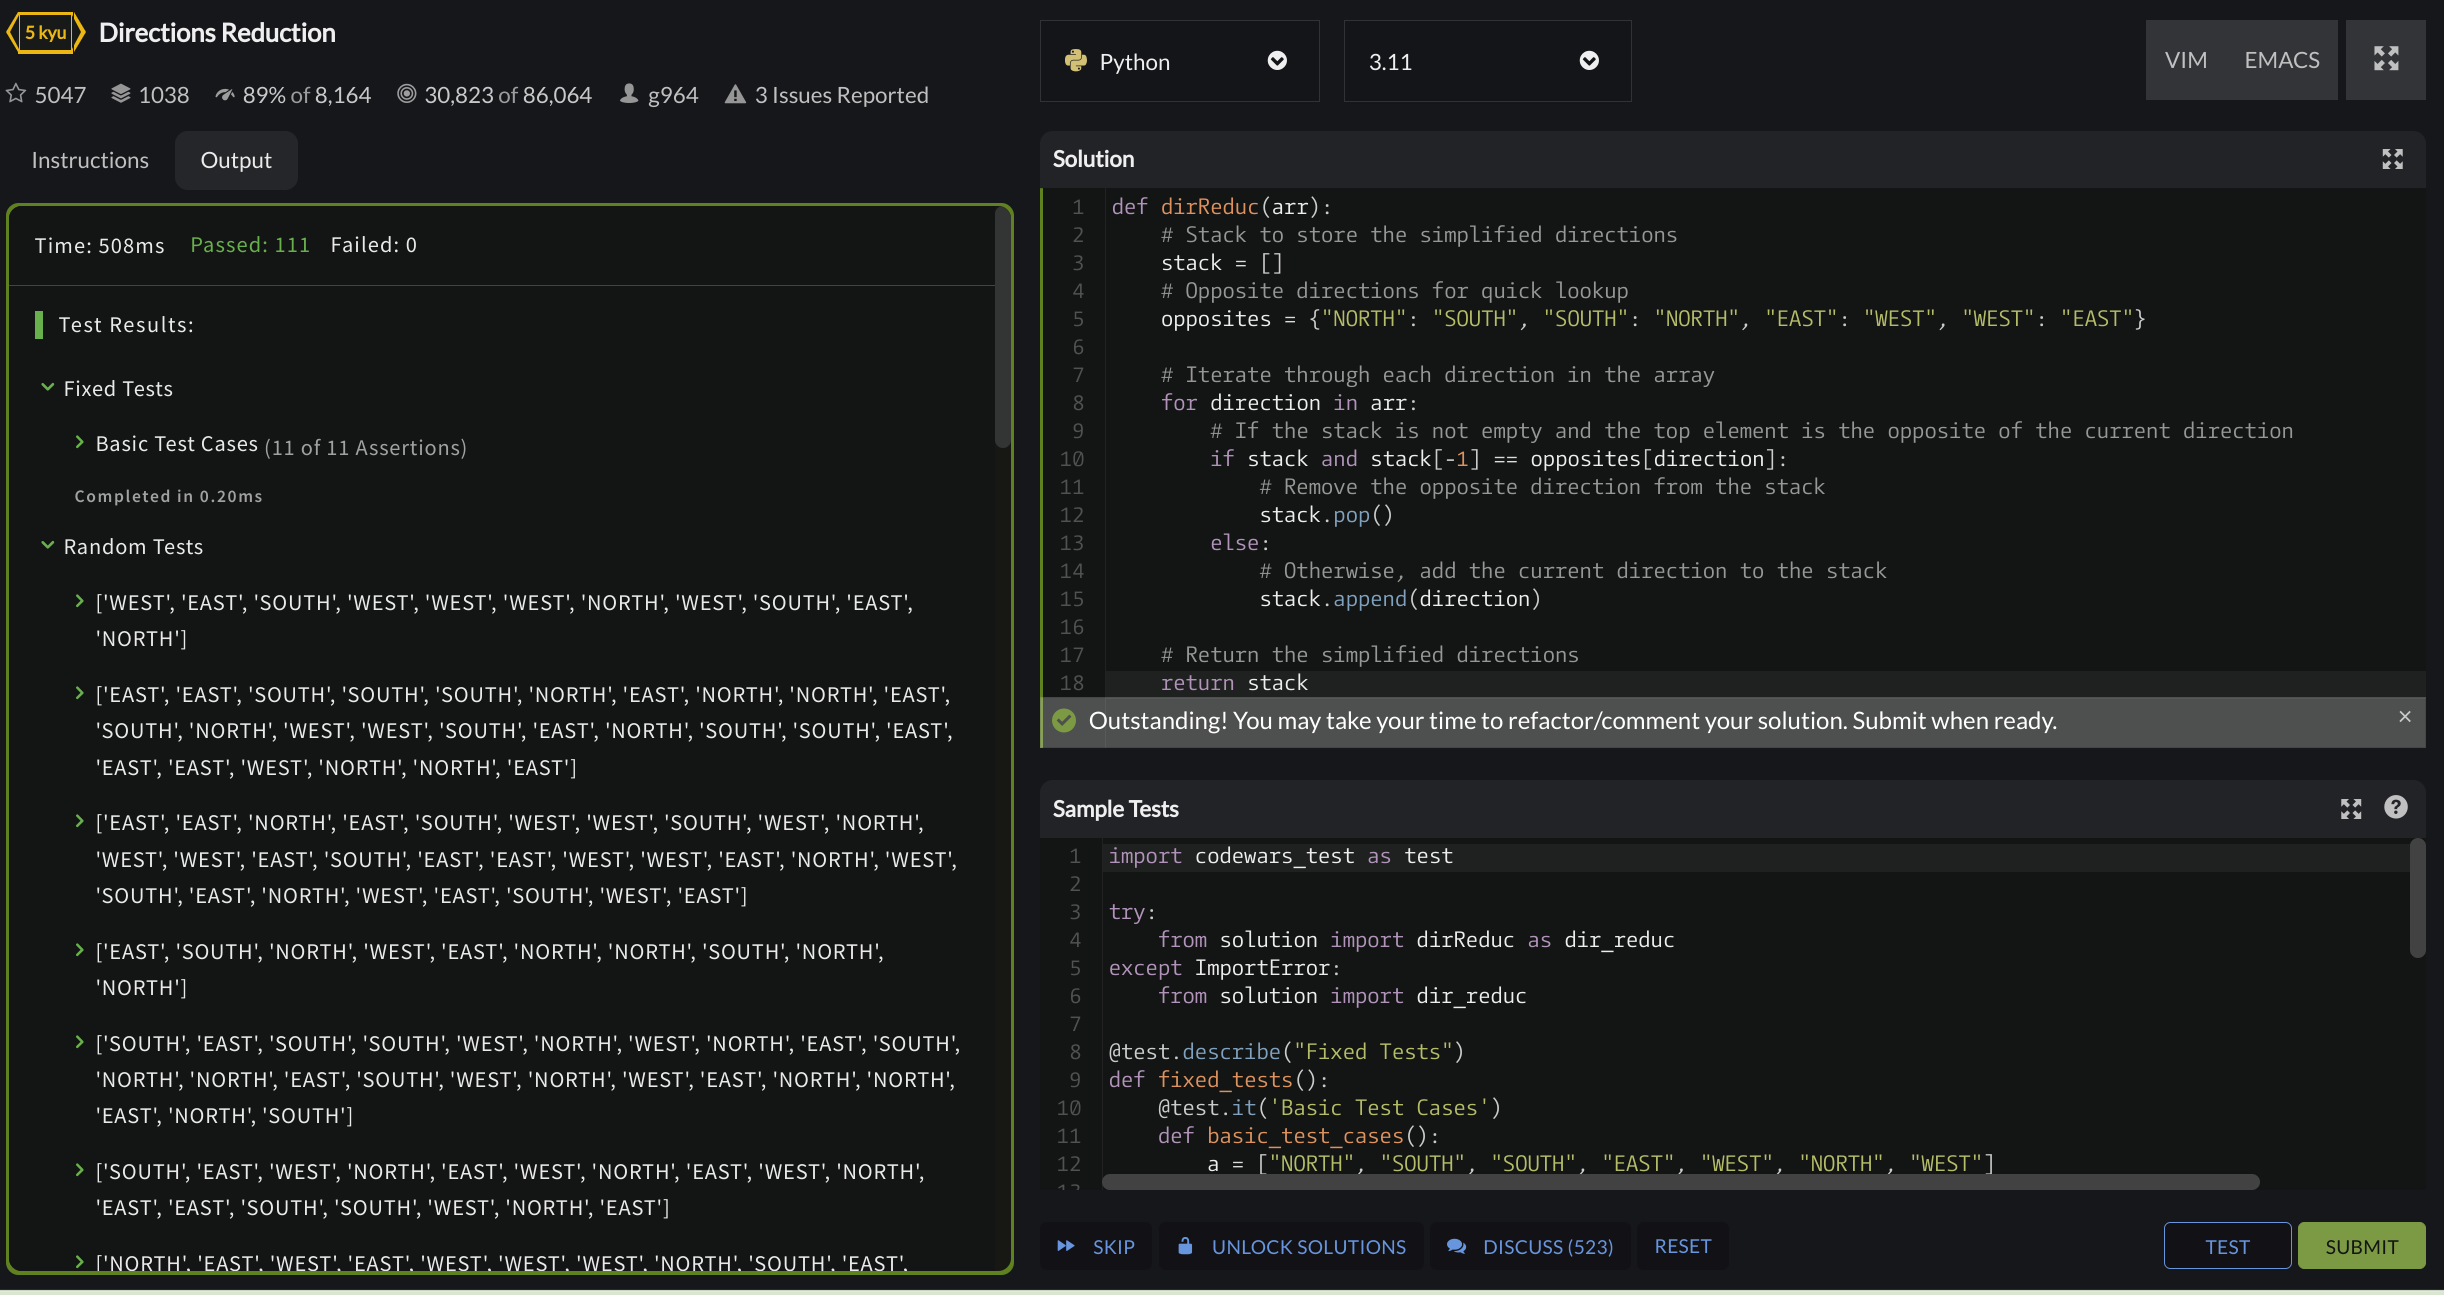 5 kyu Directions Reduction
5047 1038 89% of 8,164 30,823 of 86,064 g964 3 Issues Reported
Instructions Output
Time: 508ms Passed: 111 Failed: 0
Test Results:
Fixed Tests
Basic Test Cases (11 of 11 Assertions)
Completed in 0.20ms
Random Tests
['WEST', 'EAST', 'SOUTH', 'WEST', 'WEST', 'WEST', 'NORTH', 'WEST', 'SOUTH', 'EAST',
'NORTH']
['EAST', 'EAST', 'SOUTH', 'SOUTH', 'SOUTH', 'NORTH', 'EAST', 'NORTH', 'NORTH', 'EAST',
'SOUTH', 'NORTH', 'WEST', 'WEST', 'SOUTH', 'EAST', 'NORTH', 'SOUTH', 'SOUTH', 'EAST',
'EAST', 'EAST', 'WEST', 'NORTH', 'NORTH', 'EAST']
['EAST', 'EAST', 'NORTH', 'EAST', 'SOUTH', 'WEST', 'WEST', 'SOUTH', 'WEST', 'NORTH',
'WEST', 'WEST', 'EAST', 'SOUTH', 'EAST', 'EAST', 'WEST', 'WEST', 'EAST', 'NORTH', 'WEST',
'SOUTH', 'EAST', 'NORTH', 'WEST', 'EAST', 'SOUTH', 'WEST', 'EAST']
['EAST', 'SOUTH', 'NORTH', 'WEST', 'EAST', 'NORTH', 'NORTH', 'SOUTH', 'NORTH',
'NORTH']
['SOUTH', 'EAST', 'SOUTH', 'SOUTH', 'WEST', 'NORTH', 'WEST', 'NORTH', 'EAST', 'SOUTH',
'NORTH', 'NORTH', 'EAST', 'SOUTH', 'WEST', 'NORTH', 'WEST', 'EAST', 'NORTH', 'NORTH',
'EAST', 'NORTH', 'SOUTH']
['SOUTH', 'EAST', 'WEST', 'NORTH', 'EAST', 'WEST', 'NORTH', 'EAST', 'WEST', 'NORTH',
'EAST', 'EAST', 'SOUTH', 'SOUTH', 'WEST', 'NORTH', 'EAST']
['NORTH', 'EAST', 'WEST', 'EAST', 'WEST', 'WEST', 'WEST', 'NORTH', 'SOUTH', 'EAST',
Python 3.11 VIM EMACS
Solution
1 def dirReduc(arr):
2     # Stack to store the simplified directions
3     stack = []
4     # Opposite directions for quick lookup
5     opposites = {"NORTH": "SOUTH", "SOUTH": "NORTH", "EAST": "WEST", "WEST": "EAST"}
6
7     # Iterate through each direction in the array
8     for direction in arr:
9         # If the stack is not empty and the top element is the opposite of the current direction
10         if stack and stack[-1] == opposites[direction]:
11             # Remove the opposite direction from the stack
12             stack.pop()
13         else:
14             # Otherwise, add the current direction to the stack
15             stack.append(direction)
16
17     # Return the simplified directions
18     return stack
Outstanding! You may take your time to refactor/comment your solution. Submit when ready.
Sample Tests
1 import codewars_test as test
2
3 try:
4     from solution import dirReduc as dir_reduc
5 except ImportError:
6     from solution import dir_reduc
7
8 @test.describe("Fixed Tests")
9 def fixed_tests():
10     @test.it('Basic Test Cases')
11     def basic_test_cases():
12         a = ["NORTH", "SOUTH", "SOUTH", "EAST", "WEST", "NORTH", "WEST"]
SKIP UNLOCK SOLUTIONS DISCUSS (523) RESET TEST SUBMIT